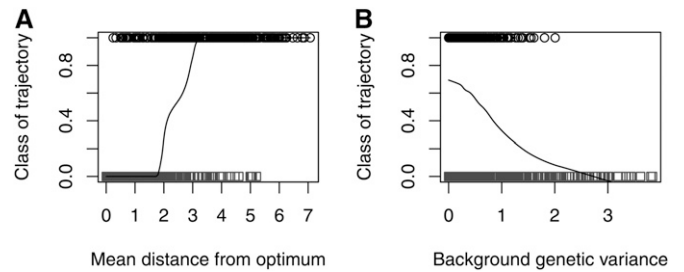 A
Class of trajectory
0.0 0.4 0.8
0 1 2 3 4 5 6 7
Mean distance from optimum
B
Class of trajectory
0.0 0.4 0.8
0 1 2 3
Background genetic variance